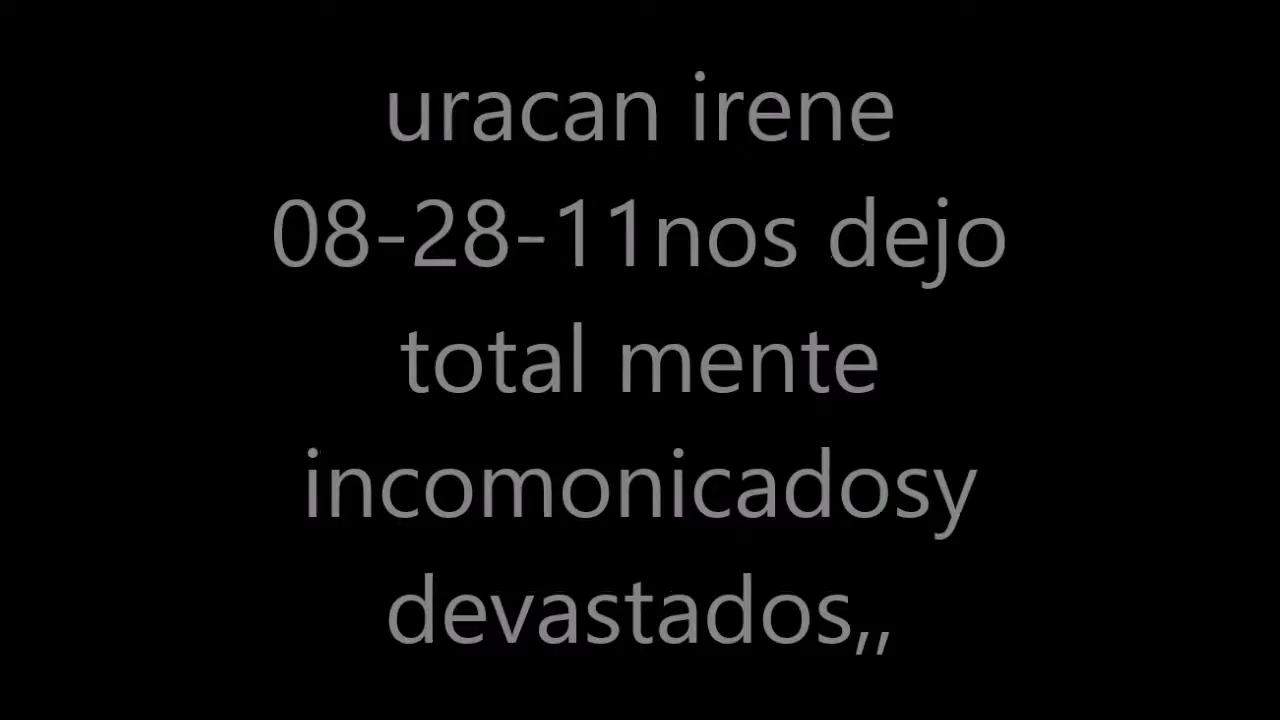 uracan irene
08-28-11nos dejo
total mente
incomonicadosy
devastados,,